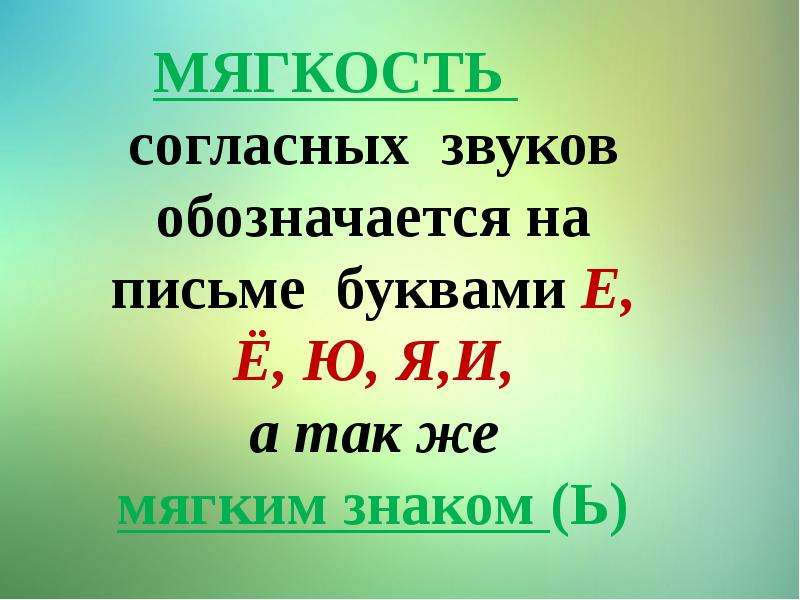 МЯГКОСТЬ
согласных звуков
обозначается на
письме буквами Е,
Ё, Ю, Я,И,
а так же
мягким знаком (Ь)